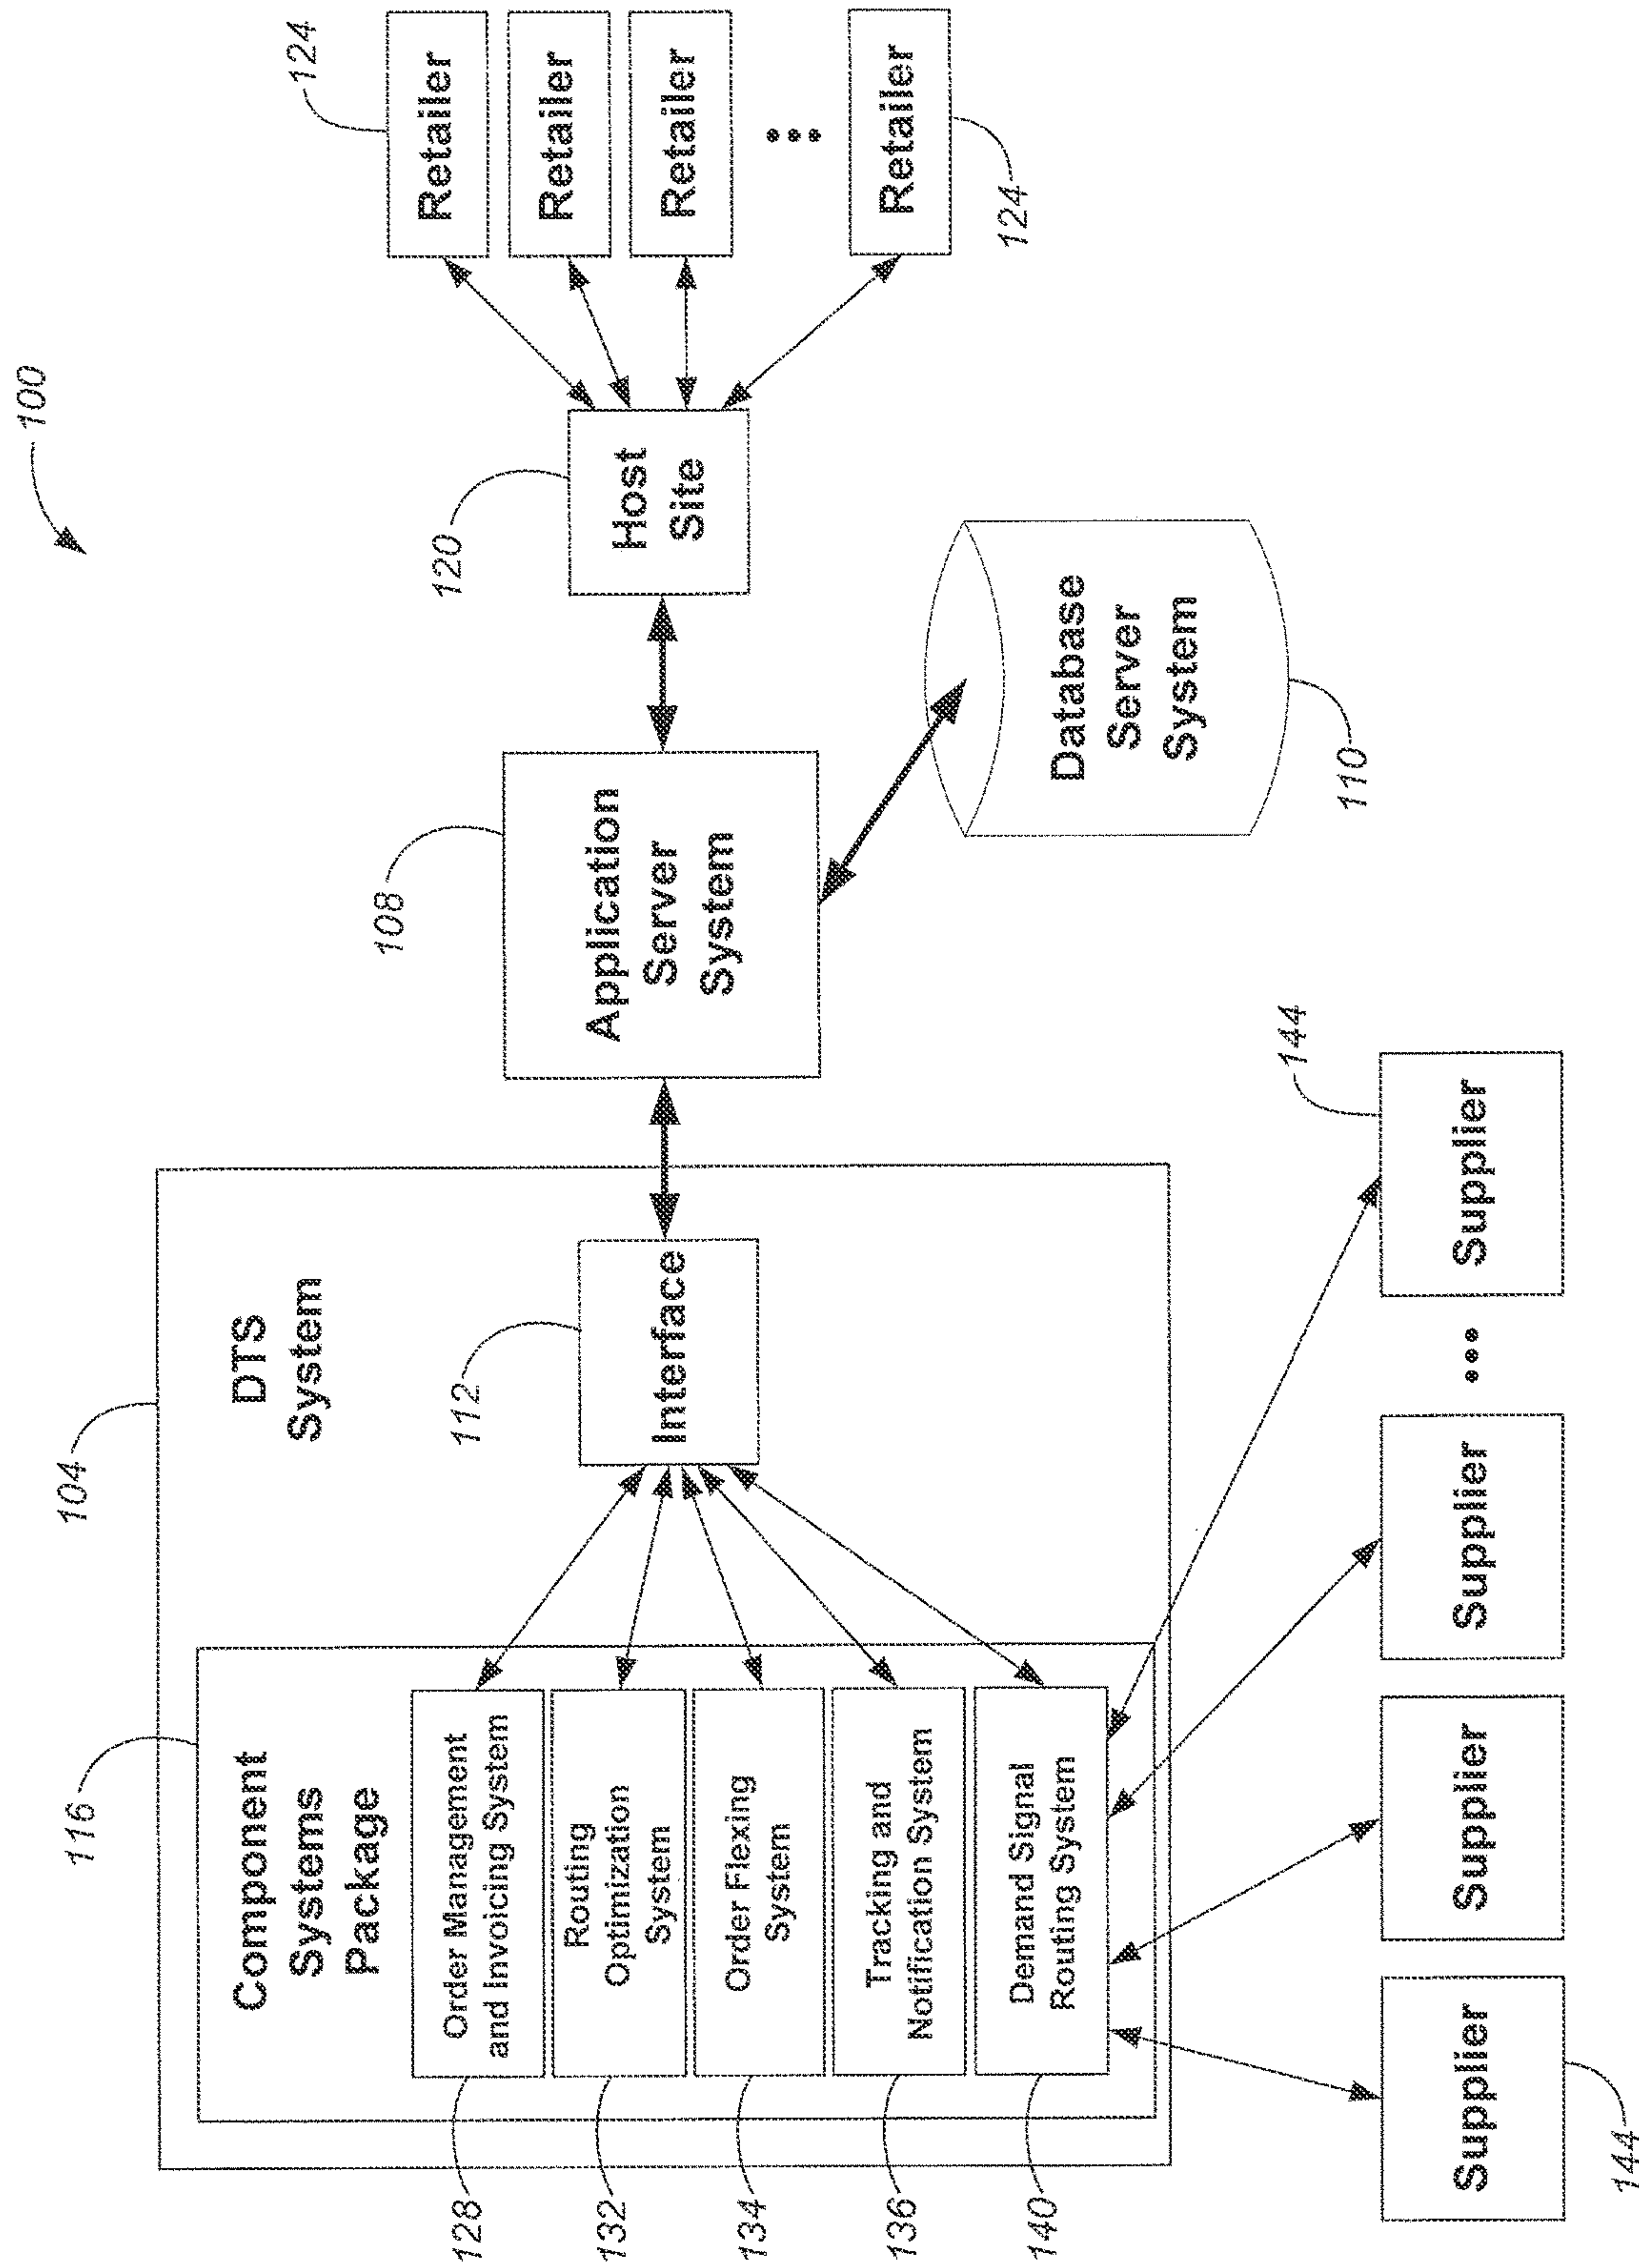 100
104
DTS
System
116
Component
Systems
Package
128
Order Management
and Invoicing System
132
Routing
Optimization
System
134
Order Flexing
System
136
Tracking and
Notification System
140
Demand Signal
Routing System
112
Interface
108
Application
Server
System
110
Database
Server
System
120
Host
Site
124
Retailer
Retailer
Retailer
...
Retailer
124
144
Supplier
Supplier
Supplier
...
Supplier
144